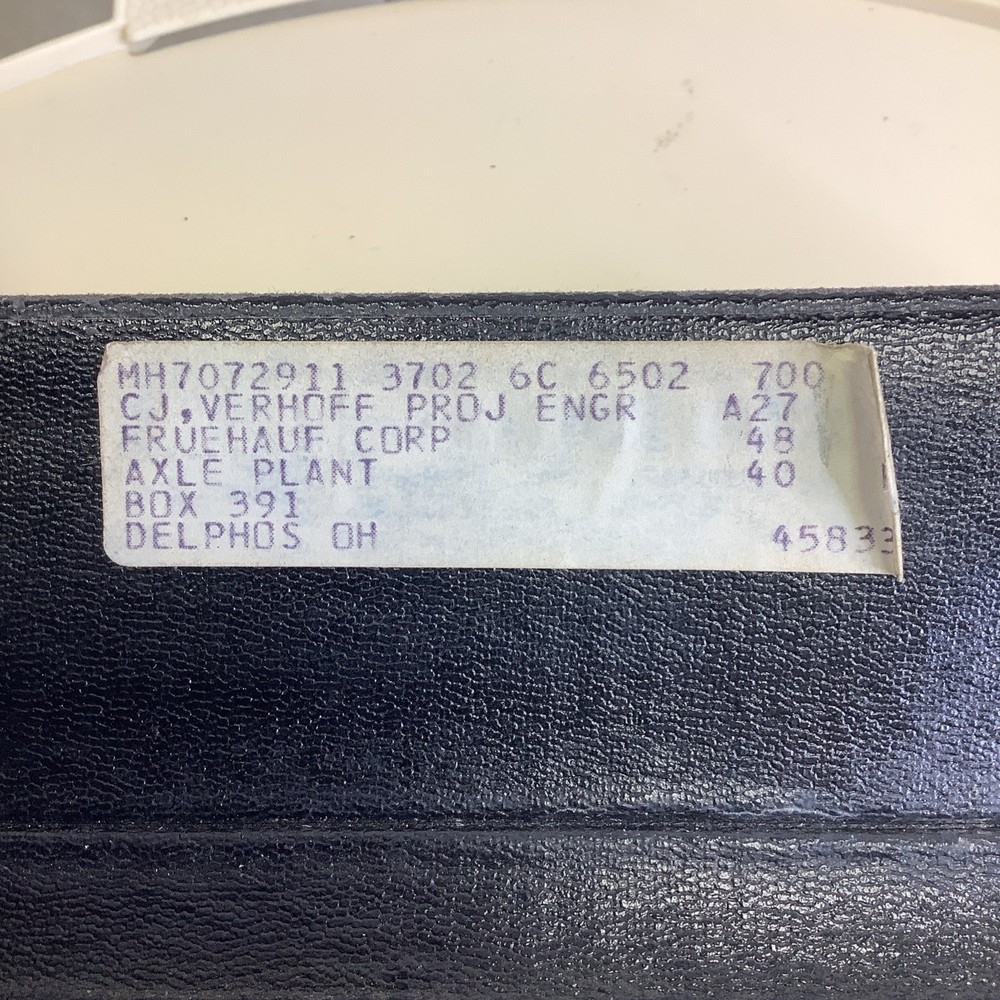 MH7072911 3702 6C 6502 700
CJ,VERHOFF PROJ ENGR A27
FRUEHAUF CORP 48
AXLE PLANT 40
BOX 391
DELPHOS OH 45833